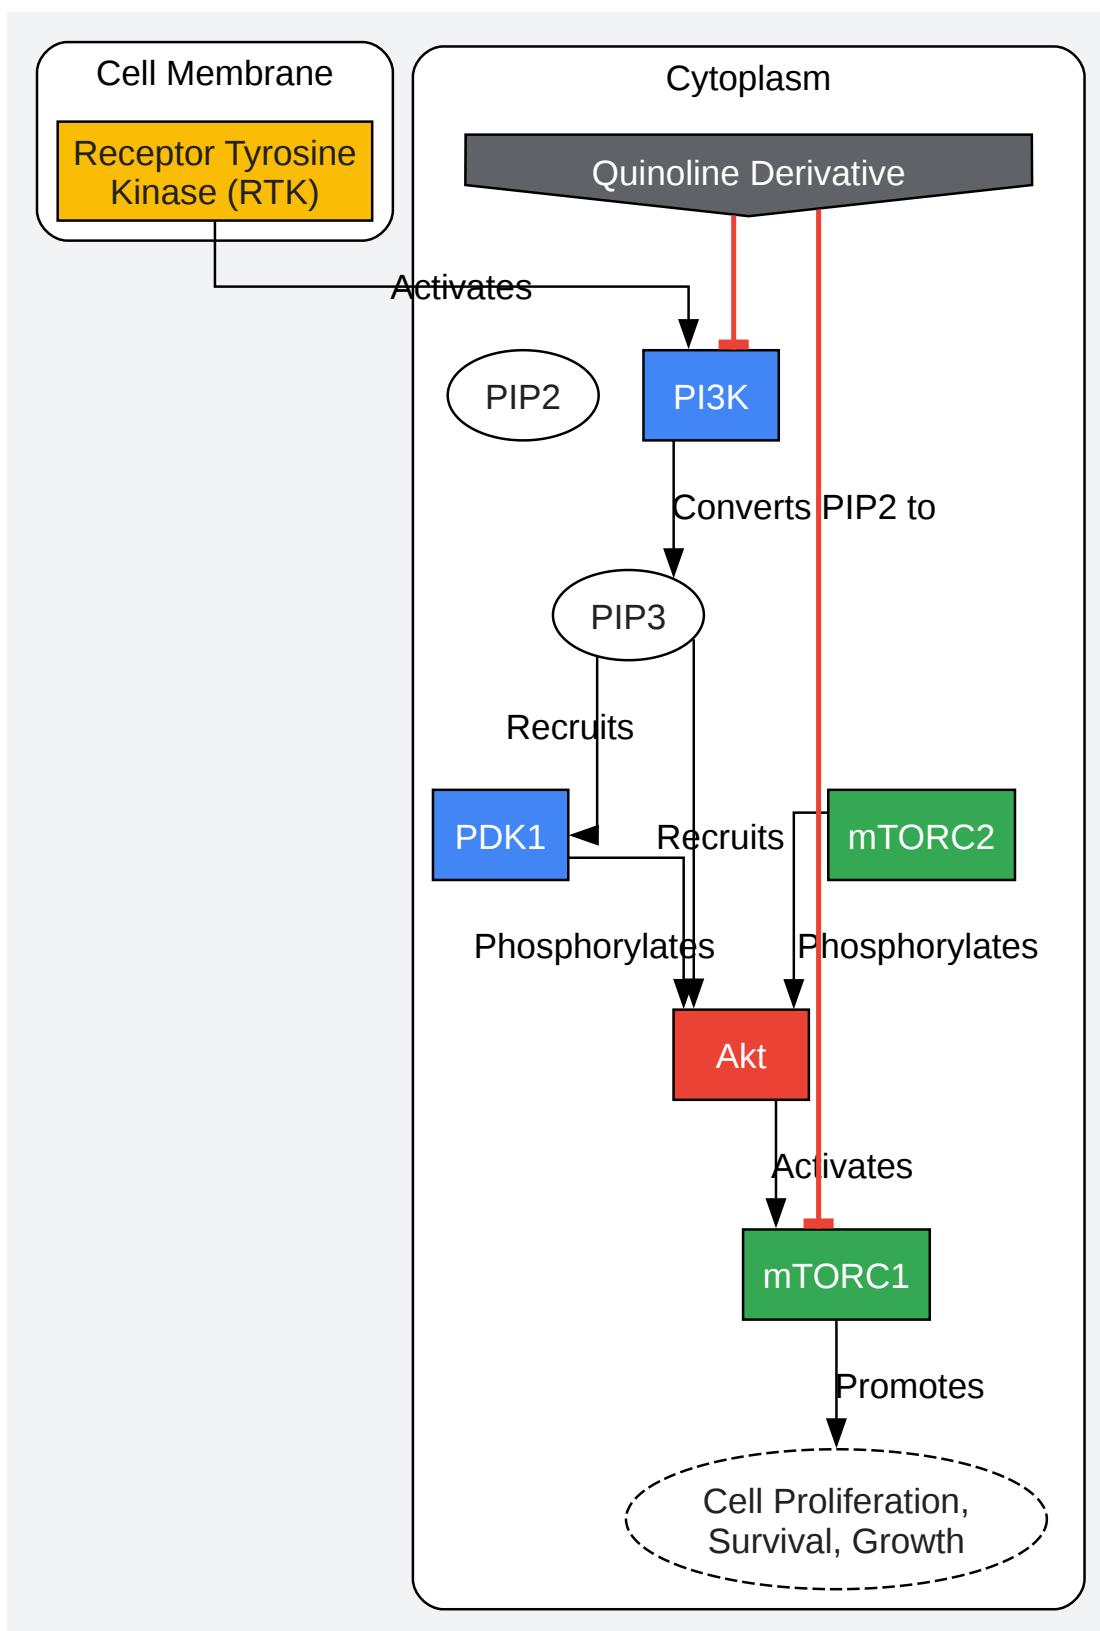 Cell Membrane
Cytoplasm
Receptor Tyrosine
Kinase (RTK)
Quinoline Derivative
Activates
PIP2
PI3K
Converts PIP2 to
PIP3
Recruits
PDK1
Recruits
mTORC2
Phosphorylates
Phosphorylates
Akt
Activates
mTORC1
Promotes
Cell Proliferation,
Survival, Growth